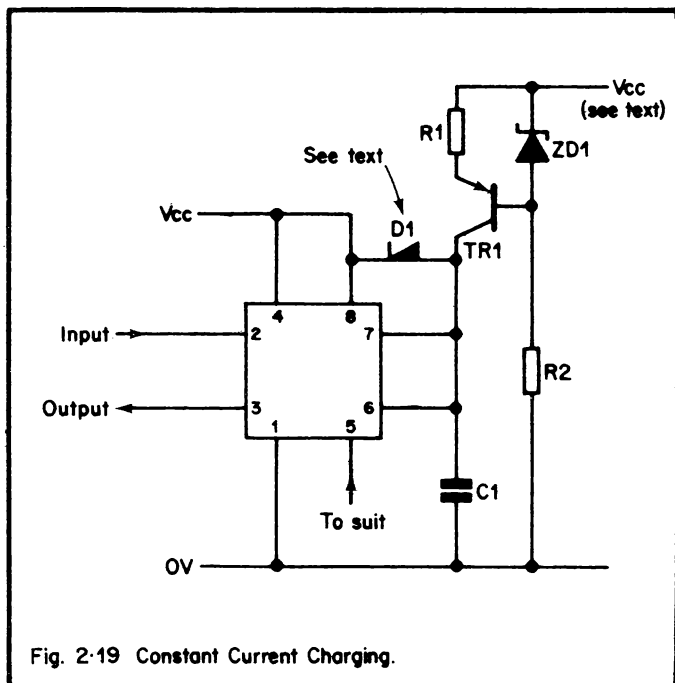 Vcc
(see text)
R1
ZD1
See text
Vcc
D1
TR1
4
8
Input
2
7
R2
Output
3
6
1
5
C1
To suit
0V
Fig. 2·19 Constant Current Charging.